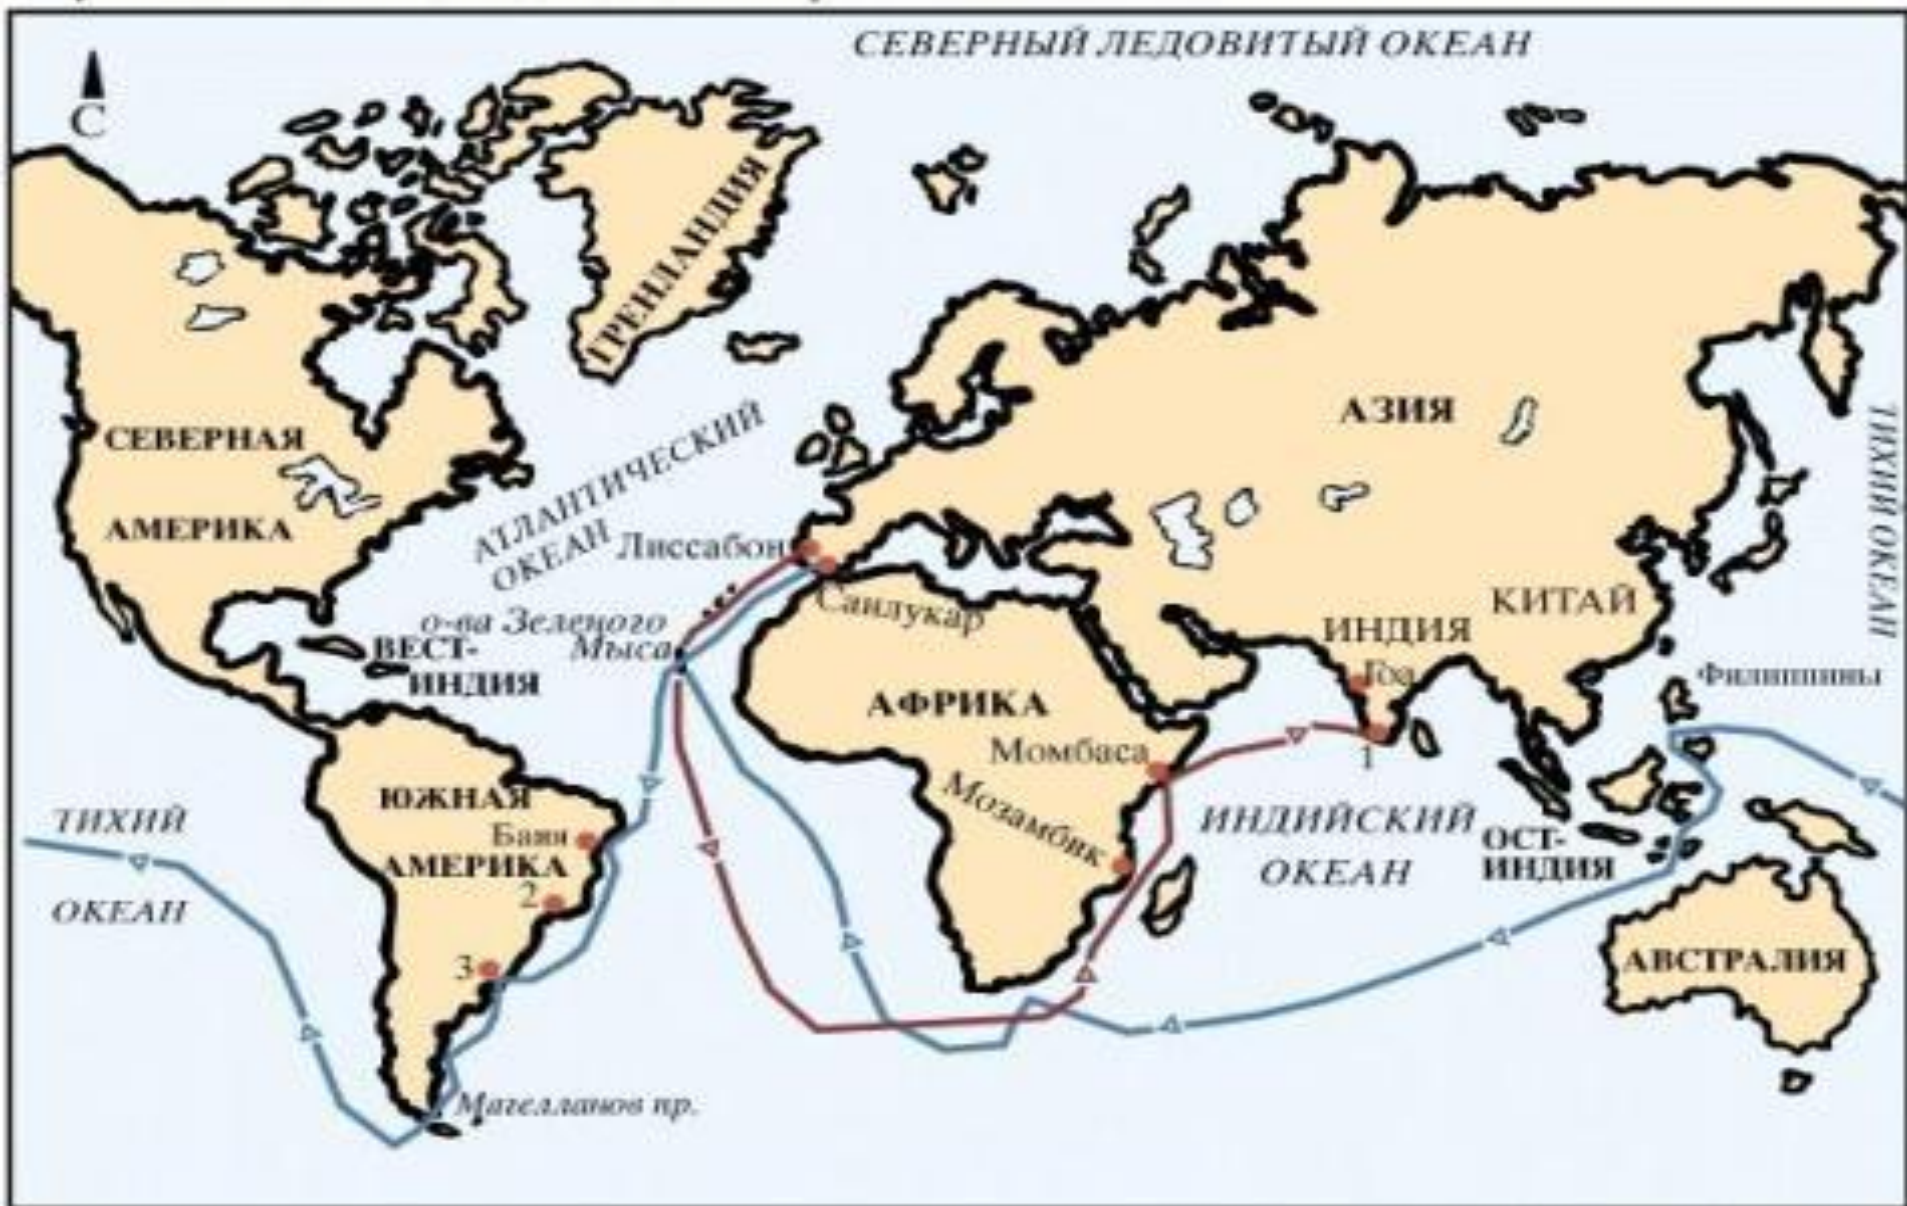 СЕВЕРНЫЙ ЛЕДОВИТЫЙ ОКЕАН
С
ГРЕНЛАНДИЯ
СЕВЕРНАЯ
АМЕРИКА
АТЛАНТИЧЕСКИЙ
ОКЕАН
АЗИЯ
ТИХИЙ ОКЕАН
Лиссабон
Санлукар
о-ва Зеленого
Мыса
ВЕСТ-
ИНДИЯ
КИТАЙ
ИНДИЯ
Гоа
Филиппины
АФРИКА
Момбаса
1
Мозамбик
ЮЖНАЯ
АМЕРИКА
Баия
2
3
ТИХИЙ
ОКЕАН
ИНДИЙСКИЙ
ОКЕАН
ОСТ-
ИНДИЯ
АВСТРАЛИЯ
Магелланов пр.